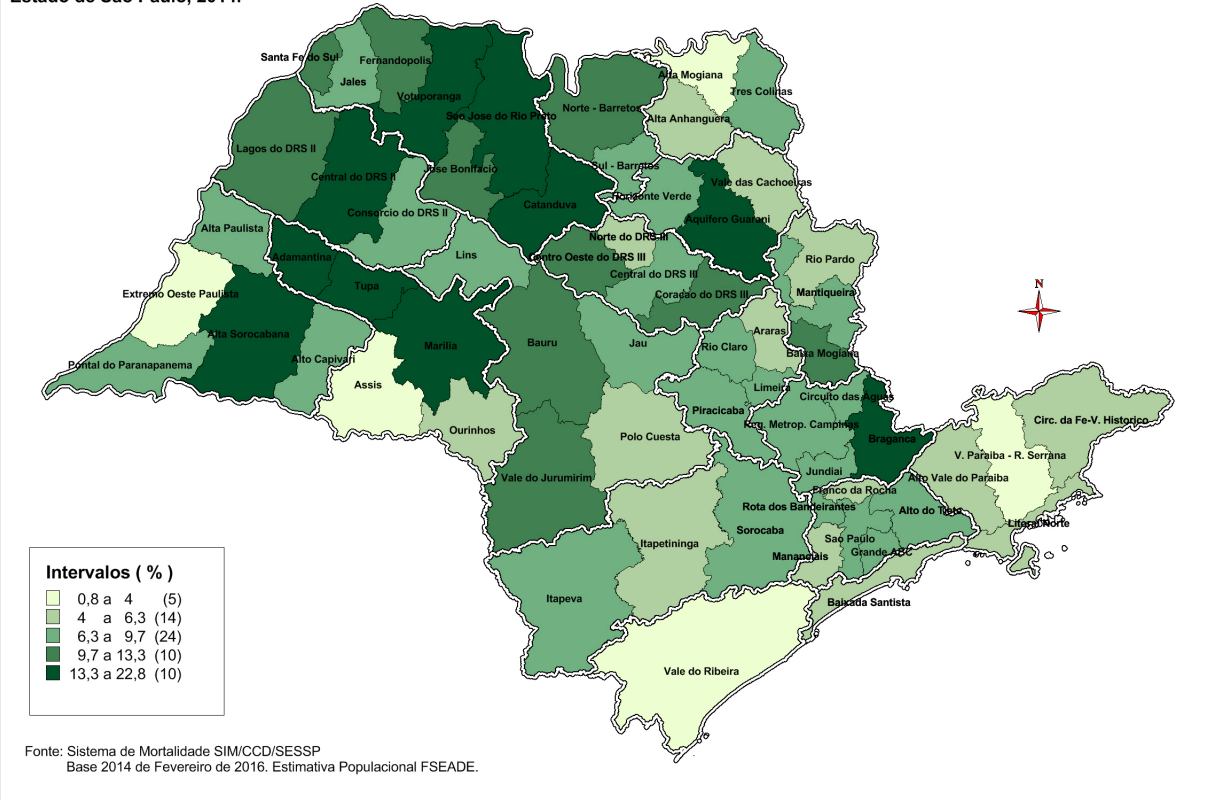 Estado de São Paulo, 2014.
Santa Fe do Sul
Fernandopolis
Jales
Votuporanga
Sao Jose do Rio Preto
Alta Mogiana
Tres Colinas
Norte - Barretos
Alta Anhanguera
Lagos do DRS II
Central do DRS II
Jose Bonifacio
Sul - Barretos
Vale das Cachoeiras
Horizonte Verde
Consorcio do DRS II
Catanduva
Aquifero Guarani
Alta Paulista
Norte do DRS III
Adamantina
Lins
Centro Oeste do DRS III
Rio Pardo
Central do DRS III
Tupa
Extremo Oeste Paulista
Coracao do DRS III
Mantiqueira
N
Alta Sorocabana
Araras
Marilia
Bauru
Jau
Rio Claro
Baixa Mogiana
Pontal do Paranapanema
Alto Capivari
Assis
Limeira
Circuito das Aguas
Piracicaba
Reg. Metrop. Campinas
Circ. da Fe-V. Historico
Ourinhos
Polo Cuesta
Braganca
V. Paraiba - R. Serrana
Vale do Jurumirim
Jundiai
Alto Vale do Paraiba
Franco da Rocha
Rota dos Bandeirantes
Alto do Tiete
Literal Norte
Sorocaba
Itapetininga
Sao Paulo
Mananciais
Grande ABC
Itapeva
Baixada Santista
Vale do Ribeira
Intervalos ( % )
0,8 a 4 (5)
4 a 6,3 (14)
6,3 a 9,7 (24)
9,7 a 13,3 (10)
13,3 a 22,8 (10)
Fonte: Sistema de Mortalidade SIM/CCD/SESSP
Base 2014 de Fevereiro de 2016. Estimativa Populacional FSEADE.